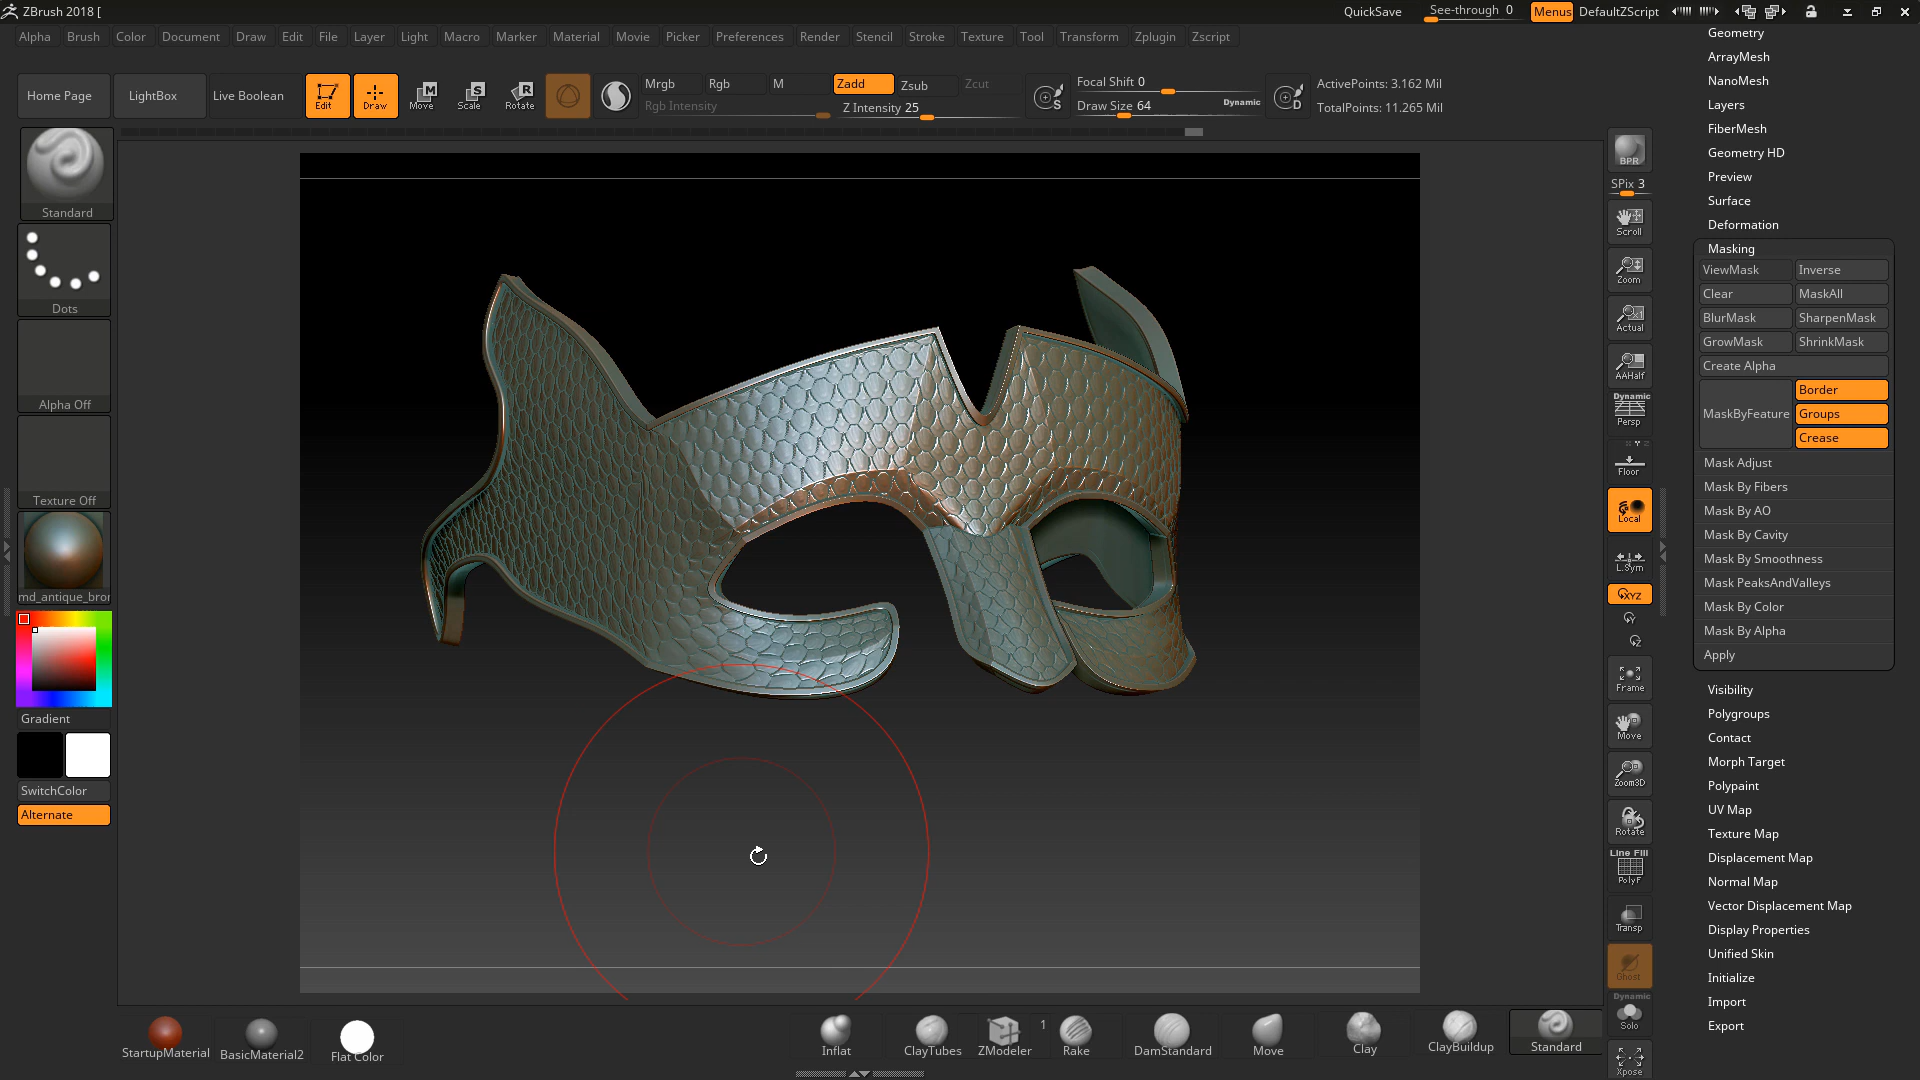 ZBrush 2018 [
QuickSave
See-through 0
Menus
DefaultZScript
Alpha Brush Color Document Draw Edit File Layer Light Macro Marker Material Movie Picker Preferences Render Stencil Stroke Texture Tool Transform Zplugin Zscript
Home Page
LightBox
Live Boolean
Edit
Draw
Move
Scale
Rotate
Mrgb Rgb M
Rgb Intensity
Zadd Zsub Zcut
Z Intensity 25
Focal Shift 0
Draw Size 64
Dynamic
ActivePoints: 3.162 Mil
TotalPoints: 11.265 Mil
Standard
Dots
Alpha Off
Texture Off
md_antique_bror
Gradient
SwitchColor
Alternate
BPR
SPix 3
Scroll
Zoom
Actual
AAHalf
Dynamic
Persp
Floor
Local
L.Sym
XYZ
Y
Z
Frame
Move
Zoom3D
Rotate
Line Fill
PolyF
Transp
Ghost
Dynamic
Solo
Xpose
Geometry
ArrayMesh
NanoMesh
Layers
FiberMesh
Geometry HD
Preview
Surface
Deformation
Masking
ViewMask Inverse
Clear MaskAll
BlurMask SharpenMask
GrowMask ShrinkMask
Create Alpha
MaskByFeature
Border
Groups
Crease
Mask Adjust
Mask By Fibers
Mask By AO
Mask By Cavity
Mask By Smoothness
Mask PeaksAndValleys
Mask By Color
Mask By Alpha
Apply
Visibility
Polygroups
Contact
Morph Target
Polypaint
UV Map
Texture Map
Displacement Map
Normal Map
Vector Displacement Map
Display Properties
Unified Skin
Initialize
Import
Export
StartupMaterial
BasicMaterial2
Flat Color
Inflat
ClayTubes
ZModeler
1
Rake
DamStandard
Move
Clay
ClayBuildup
Standard